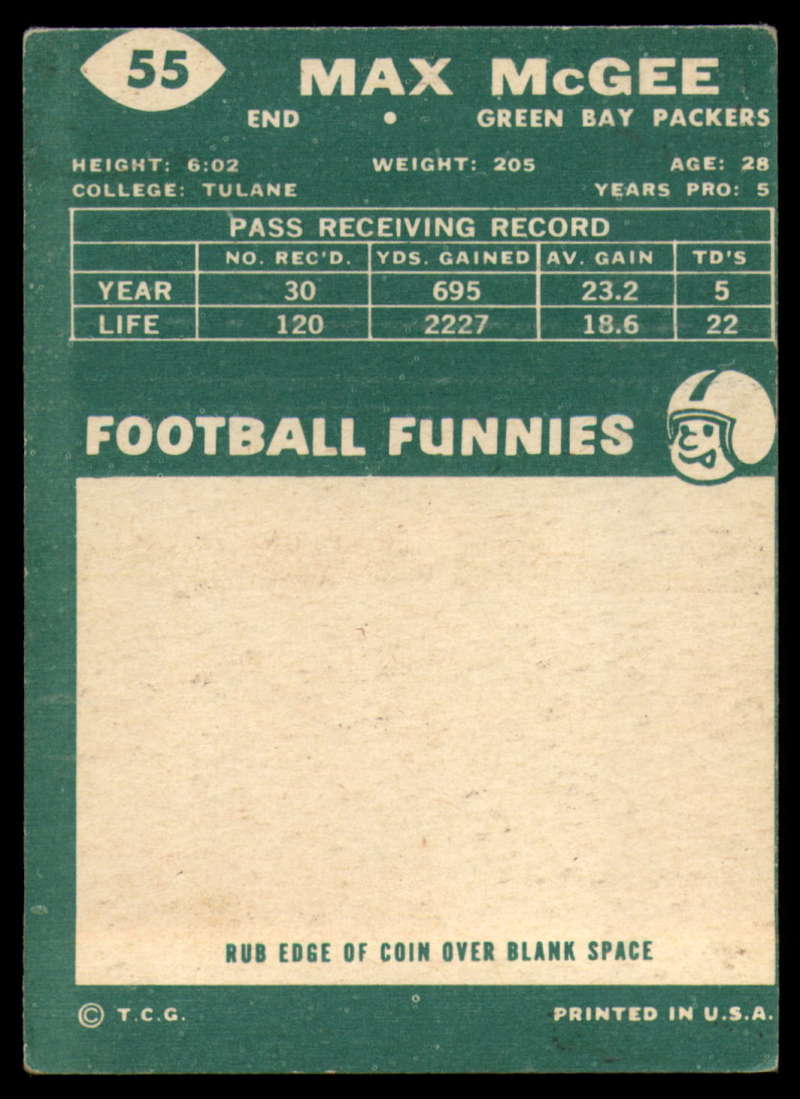 55
MAX McGEE
END • GREEN BAY PACKERS
HEIGHT: 6:02 WEIGHT: 205 AGE: 28
COLLEGE: TULANE YEARS PRO: 5
PASS RECEIVING RECORD
NO. REC'D. YDS. GAINED AV. GAIN TD'S
YEAR 30 695 23.2 5
LIFE 120 2227 18.6 22
FOOTBALL FUNNIES
RUB EDGE OF COIN OVER BLANK SPACE
© T.C.G. PRINTED IN U.S.A.